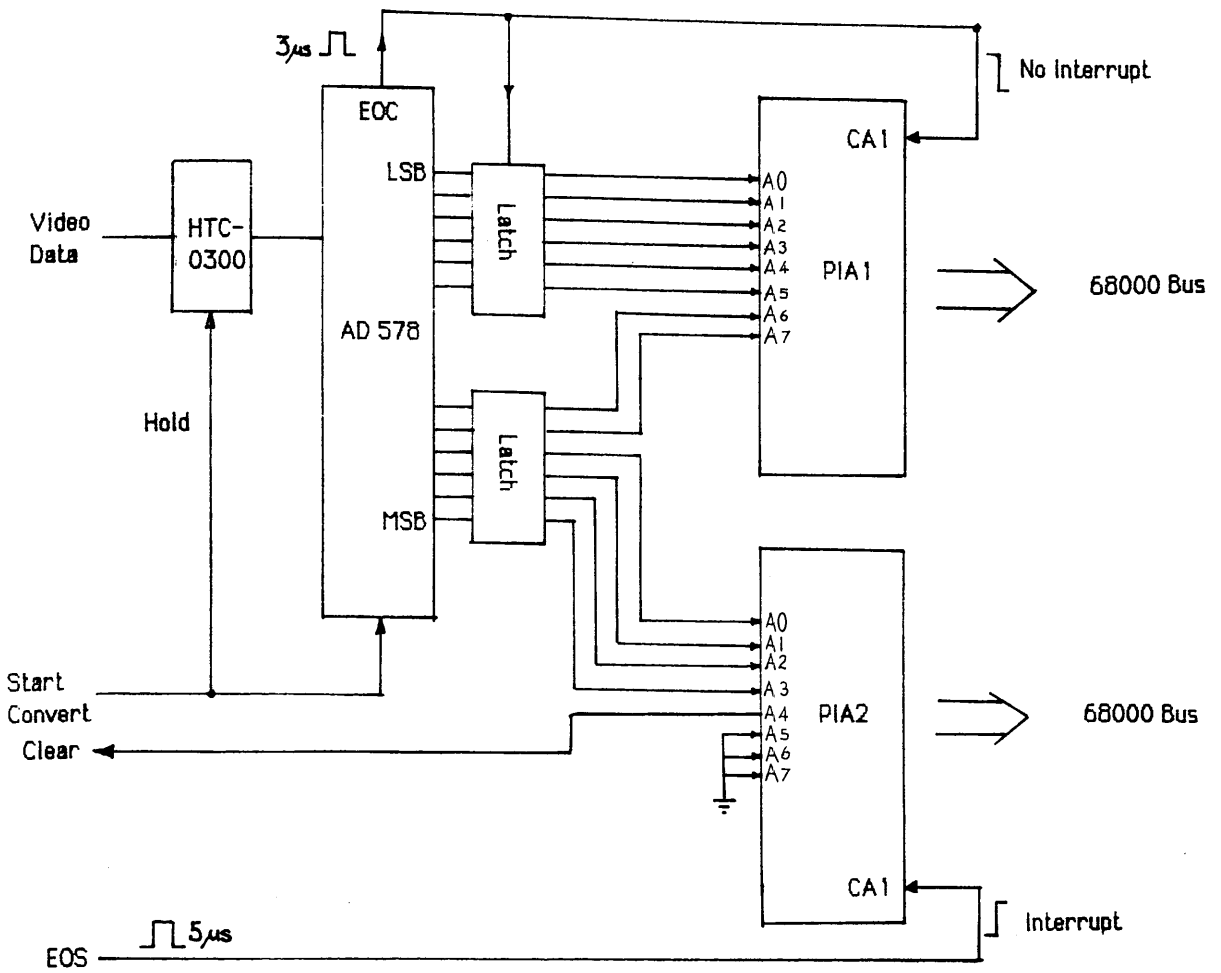 3µs
No Interrupt
EOC
CA1
LSB
Latch
A0
A1
A2
A3
A4
A5
A6
A7
PIA1
68000 Bus
Video
Data
HTC-
0300
AD 578
Hold
Latch
MSB
Start
Convert
Clear
A0
A1
A2
A3
A4
A5
A6
A7
PIA2
68000 Bus
CA1
Interrupt
5µs
EOS